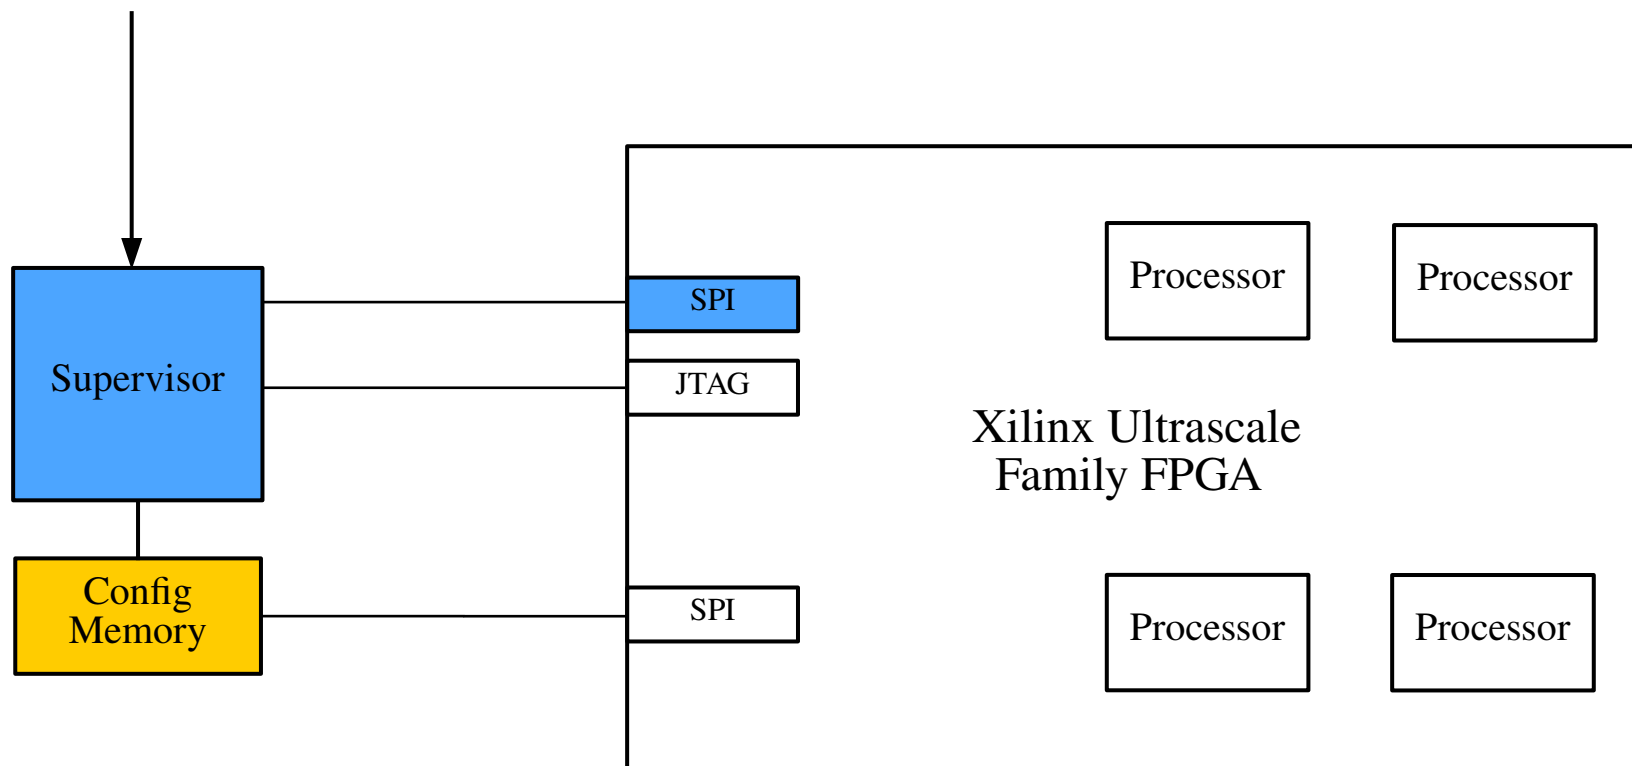 Processor
Processor
SPI
Supervisor
JTAG
Xilinx Ultrascale
Family FPGA
Config
Memory
SPI
Processor
Processor